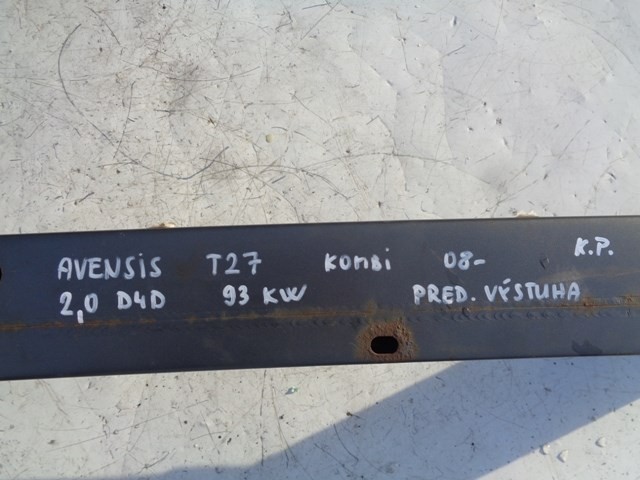 AVENSIS T27 KOMBI 08- K.P.
2,0 D4D 93 KW PRED. VÝSTUHA